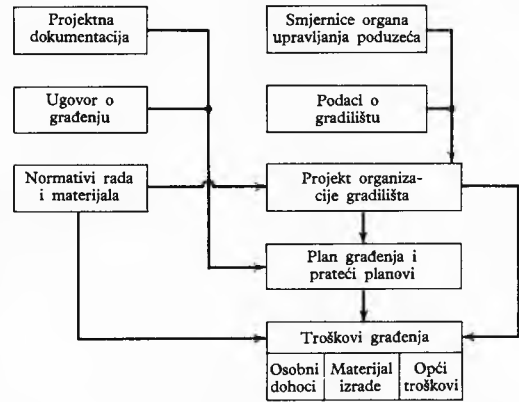 Projektna
dokumentacija
Smjernice organa
upravljanja poduzeća
Ugovor o
građenju
Podaci o
gradilištu
Normativi rada
i materijala
Projekt organiza-
cije gradilišta
Plan građenja i
prateći planovi
Troškovi građenja
Osobni
dohoci
Materijal
izrade
Opći
troškovi